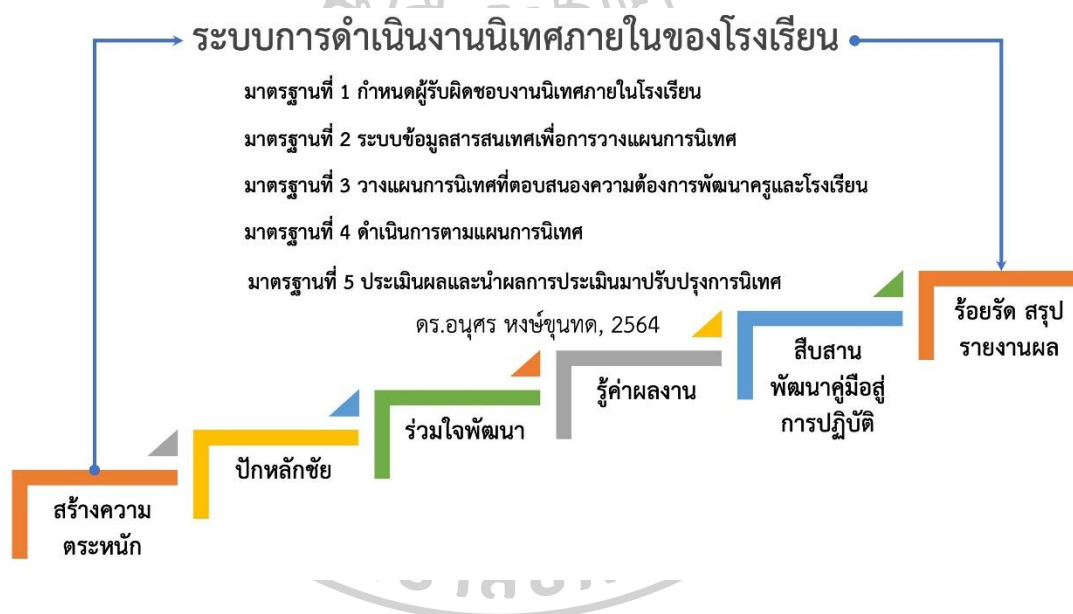 ระบบการดำเนินงานนิเทศภายในของโรงเรียน
มาตรฐานที่ 1 กำหนดผู้รับผิดชอบงานนิเทศภายในโรงเรียน
มาตรฐานที่ 2 ระบบข้อมูลสารสนเทศเพื่อการวางแผนการนิเทศ
มาตรฐานที่ 3 วางแผนการนิเทศที่ตอบสนองความต้องการพัฒนาครูและโรงเรียน
มาตรฐานที่ 4 ดำเนินการตามแผนการนิเทศ
มาตรฐานที่ 5 ประเมินผลและนำผลการประเมินมาปรับปรุงการนิเทศ
ดร.อนุศร หงษ์ขุนทด, 2564
สร้างความ
ตระหนัก
ปักหลักชัย
ร่วมใจพัฒนา
รู้ค่าผลงาน
สืบสาน
พัฒนาคู่มือสู่
การปฏิบัติ
ร้อยรัด สรุป
รายงานผล